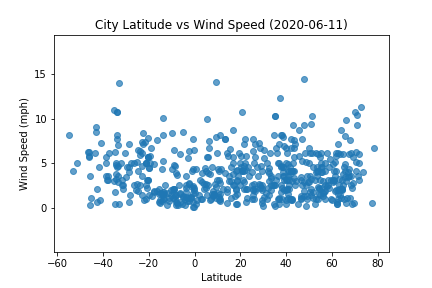 City Latitude vs Wind Speed (2020-06-11)
15
10
5
0
Wind Speed (mph)
−60 −40 −20 0 20 40 60 80
Latitude